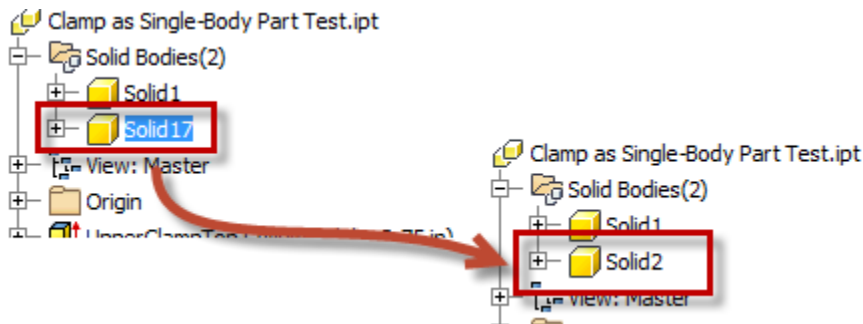 Clamp as Single-Body Part Test.ipt
Solid Bodies(2)
Solid1
Solid17
View: Master
Origin
Clamp as Single-Body Part Test.ipt
Solid Bodies(2)
Solid1
Solid2
View: Master